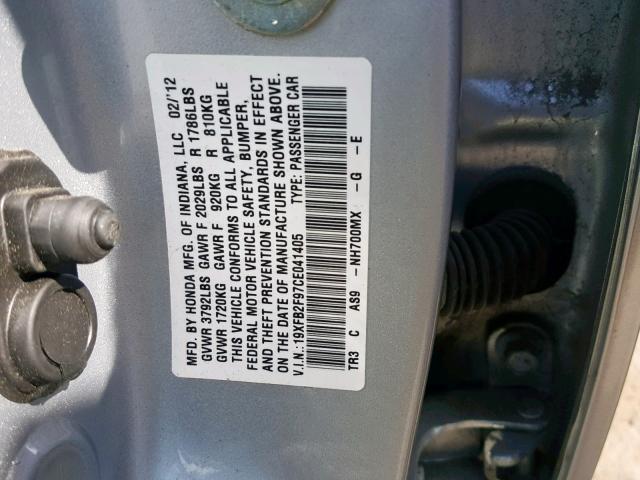 MFD. BY HONDA MFG. OF INDIANA, LLC 02/'12
GVWR 3792LBS GAWR F 2029LBS R 1786LBS
GVWR 1720KG GAWR F 920KG R 810KG
THIS VEHICLE CONFORMS TO ALL APPLICABLE
FEDERAL MOTOR VEHICLE SAFETY, BUMPER,
AND THEFT PREVENTION STANDARDS IN EFFECT
ON THE DATE OF MANUFACTURE SHOWN ABOVE.
V.I.N.: 19XFB2F97CE041405 TYPE: PASSENGER CAR
TR3 C AS9 -NH700MX -G -E